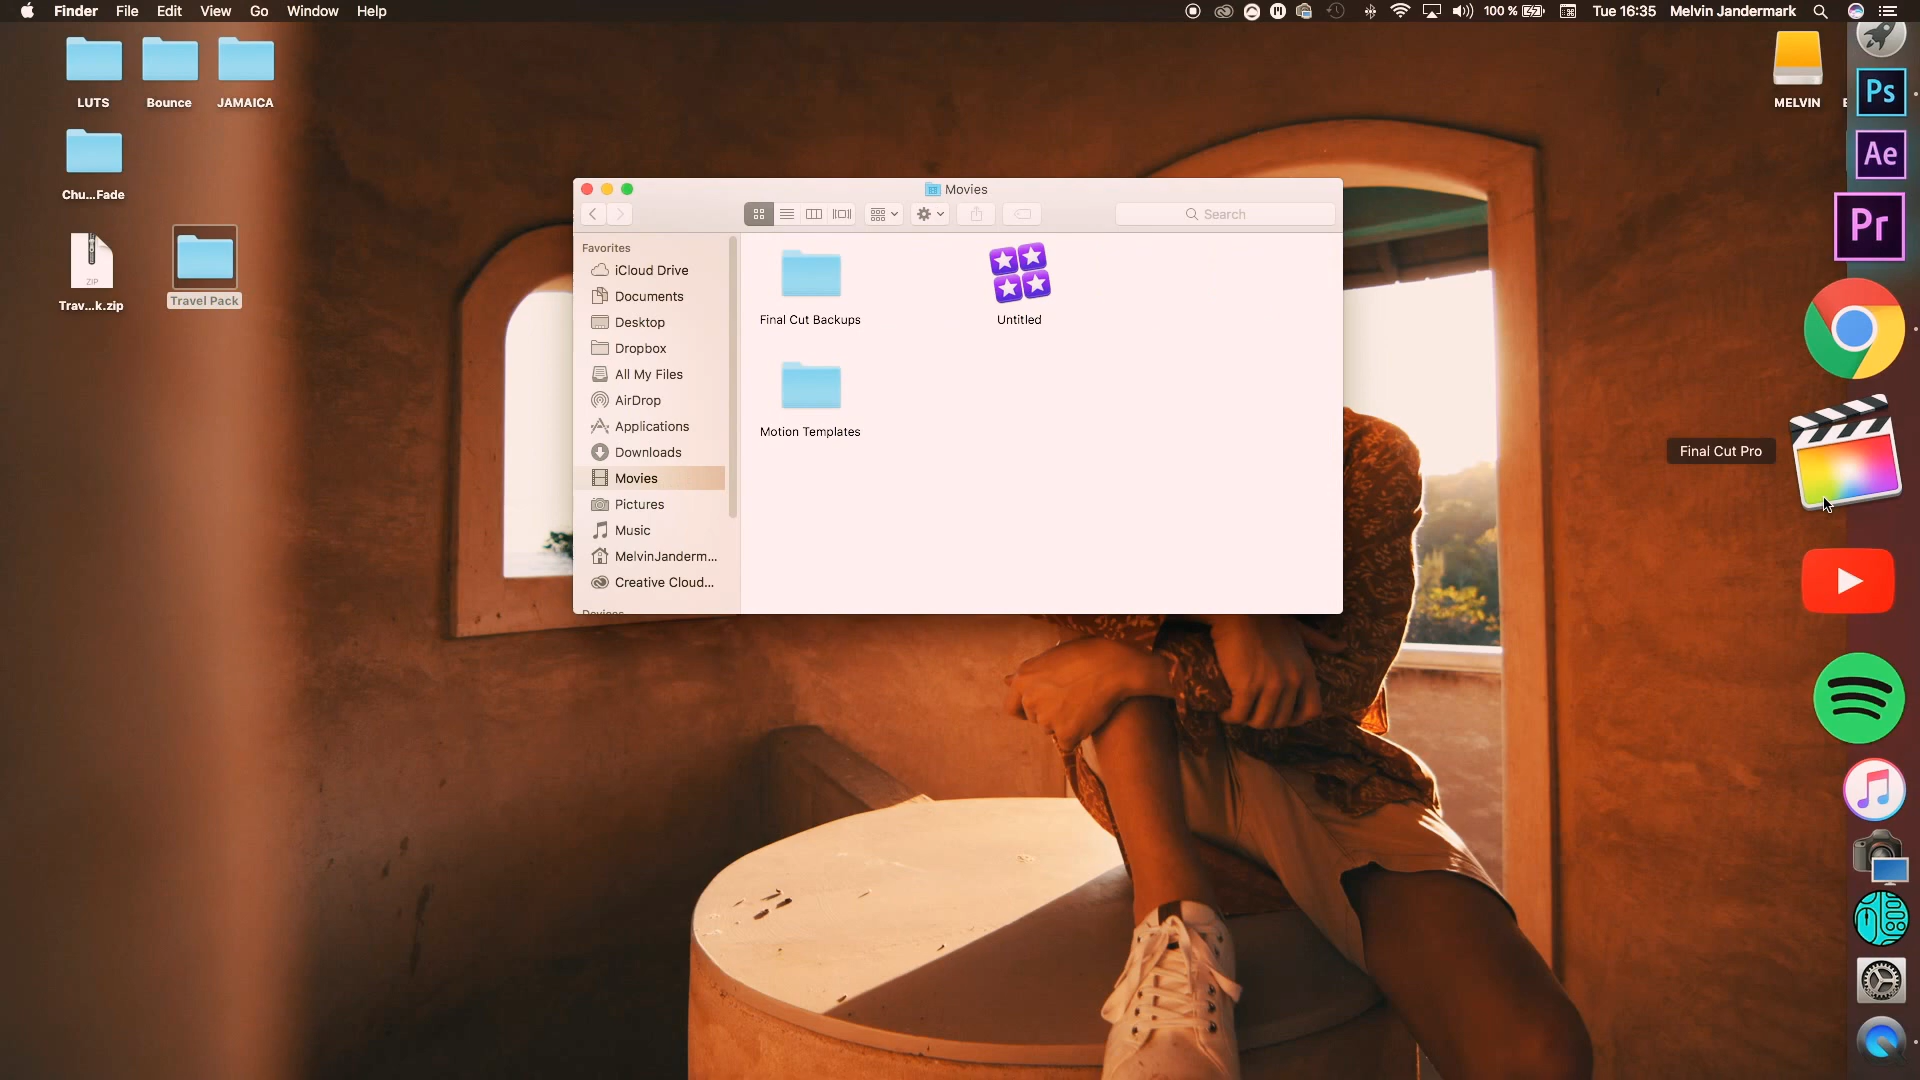 Finder File Edit View Go Window Help
100 % Tue 16:35 Melvin Jandermark
LUTS
Bounce
JAMAICA
MELVIN
Ps
Chu...Fade
Ae
Pr
ZIP
Trav...k.zip
Travel Pack
Movies
Search
Favorites
iCloud Drive
Documents
Desktop
Dropbox
All My Files
AirDrop
Applications
Downloads
Movies
Pictures
Music
MelvinJanderm...
Creative Cloud...
Devices
Final Cut Backups
Untitled
Motion Templates
Final Cut Pro